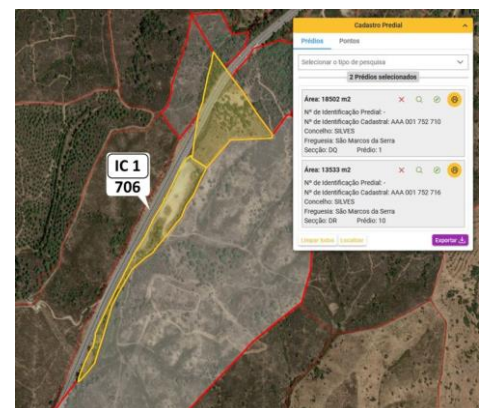 IC 1
706
Cadastro Predial
Prédios Pontos
Selecionar o tipo de pesquisa
2 Prédios selecionados
Área: 18502 m2
Nº de Identificação Predial: -
Nº de Identificação Cadastral: AAA 001 752 710
Concelho: SILVES
Freguesia: São Marcos da Serra
Secção: DQ Prédio: 1
Área: 13533 m2
Nº de Identificação Predial: -
Nº de Identificação Cadastral: AAA 001 752 716
Concelho: SILVES
Freguesia: São Marcos da Serra
Secção: DR Prédio: 10
Limpar Localizar Exportar